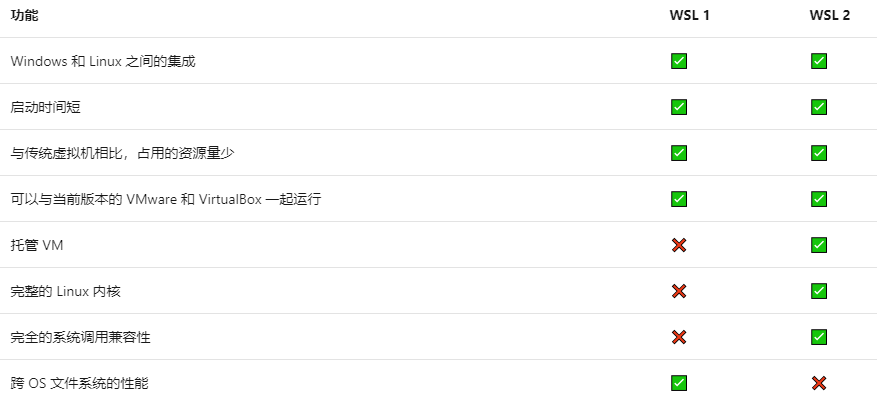 功能 WSL 1 WSL 2
Windows 和 Linux 之间的集成 ✅ ✅
启动时间短 ✅ ✅
与传统虚拟机相比，占用的资源量少 ✅ ✅
可以与当前版本的 VMware 和 VirtualBox 一起运行 ✅ ✅
托管 VM ❌ ✅
完整的 Linux 内核 ❌ ✅
完全的系统调用兼容性 ❌ ✅
跨 OS 文件系统的性能 ✅ ❌